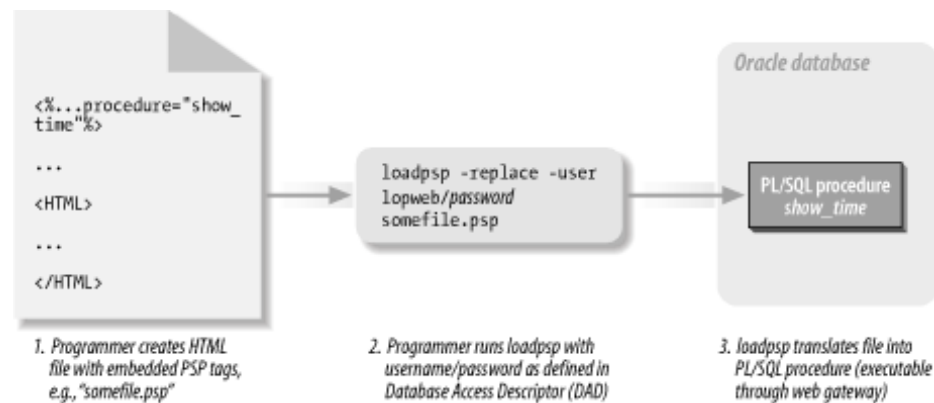 <%...procedure="show_
time"%>
...
<HTML>
...
</HTML>
loadpsp -replace -user
lopweb/password
somefile.psp
Oracle database
PL/SQL procedure
show_time
1. Programmer creates HTML
file with embedded PSP tags,
e.g., "somefile.psp"
2. Programmer runs loadpsp with
username/password as defined in
Database Access Descriptor (DAD)
3. loadpsp translates file into
PL/SQL procedure (executable
through web gateway)